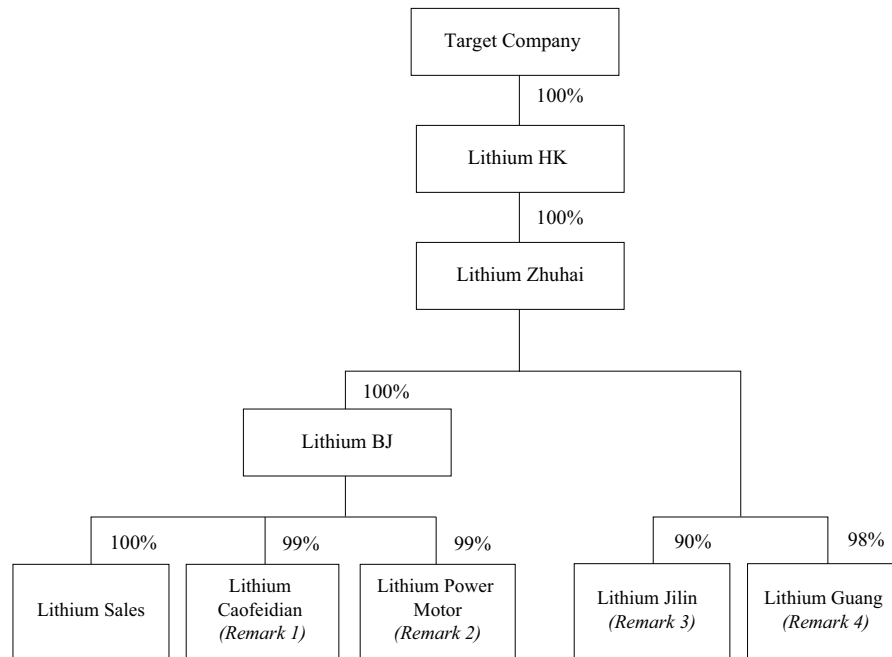 Target Company
100%
Lithium HK
100%
Lithium Zhuhai
100%
Lithium BJ
100%
99%
99%
90%
98%
Lithium Sales
Lithium
Caofeidian
(Remark 1)
Lithium Power
Motor
(Remark 2)
Lithium Jilin
(Remark 3)
Lithium Guang
(Remark 4)